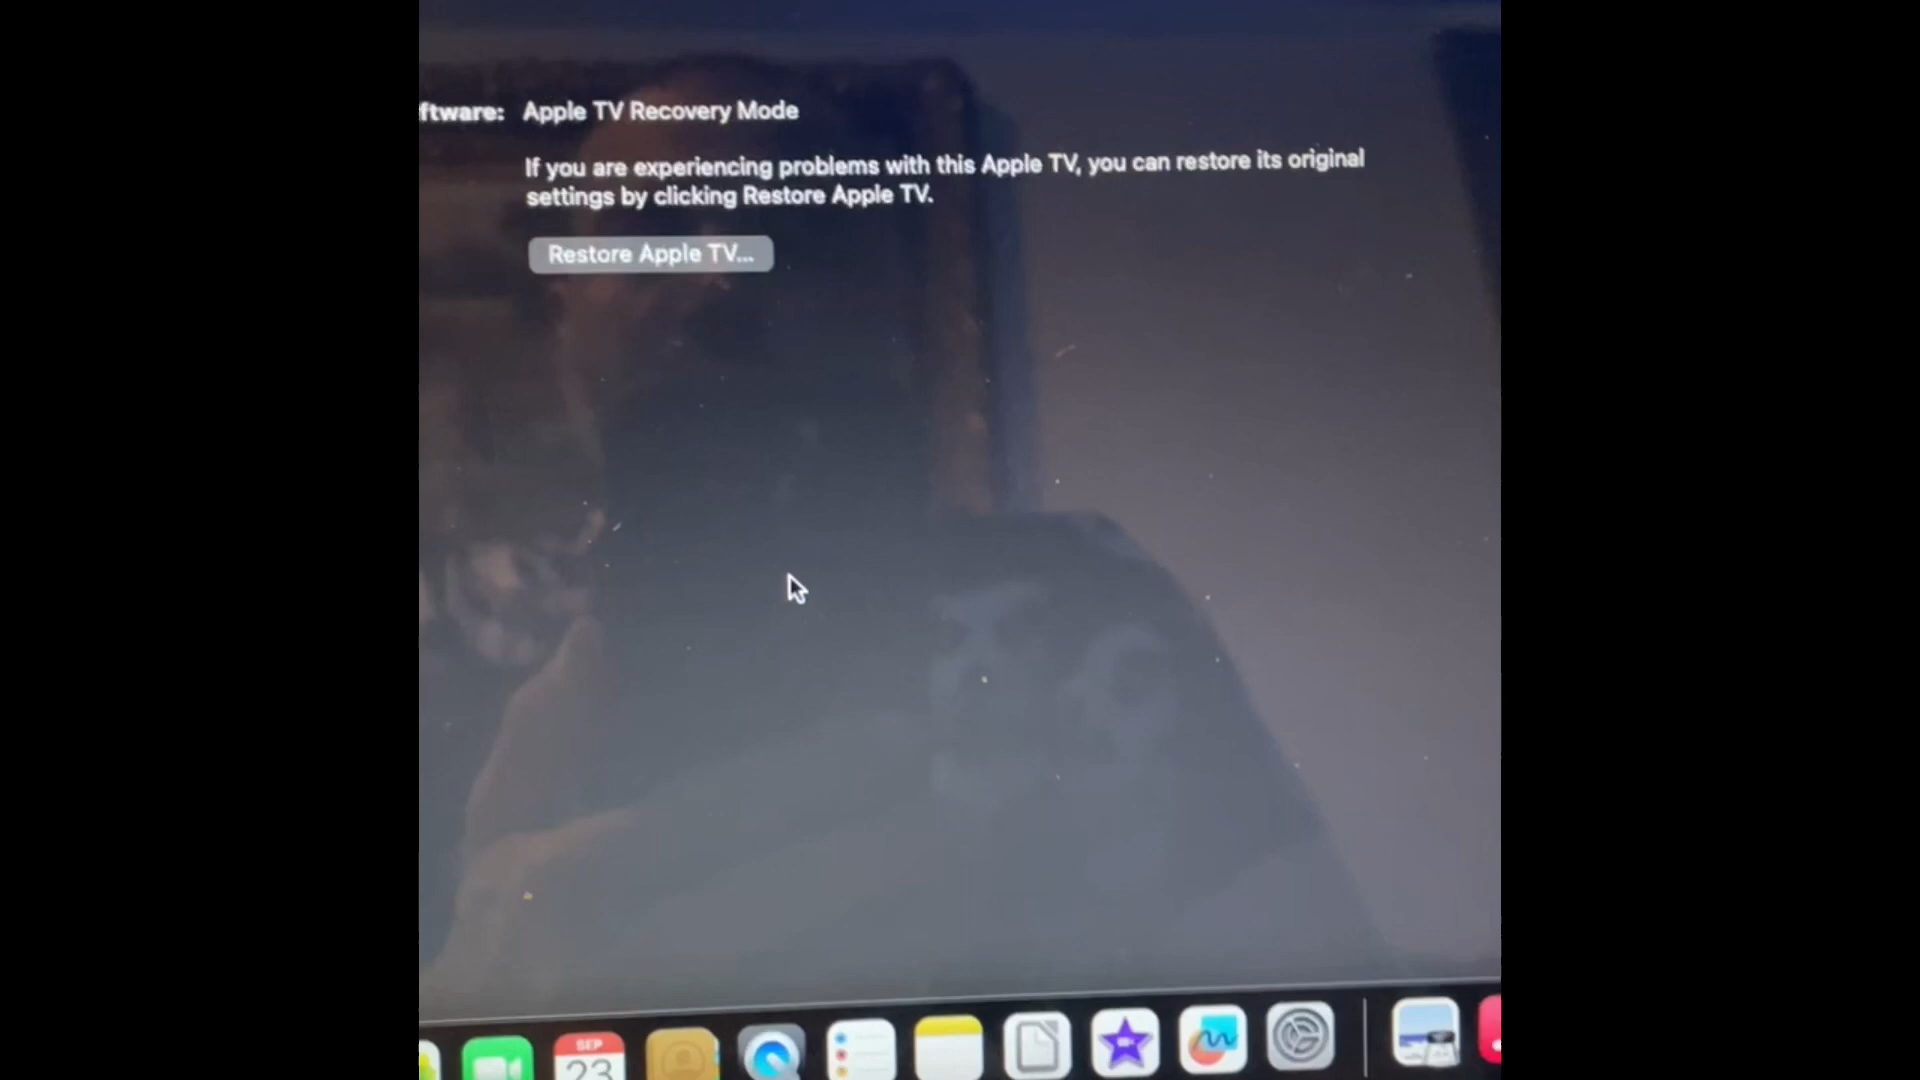 ftware: Apple TV Recovery Mode
If you are experiencing problems with this Apple TV, you can restore its original
settings by clicking Restore Apple TV.
Restore Apple TV...
SEP
23